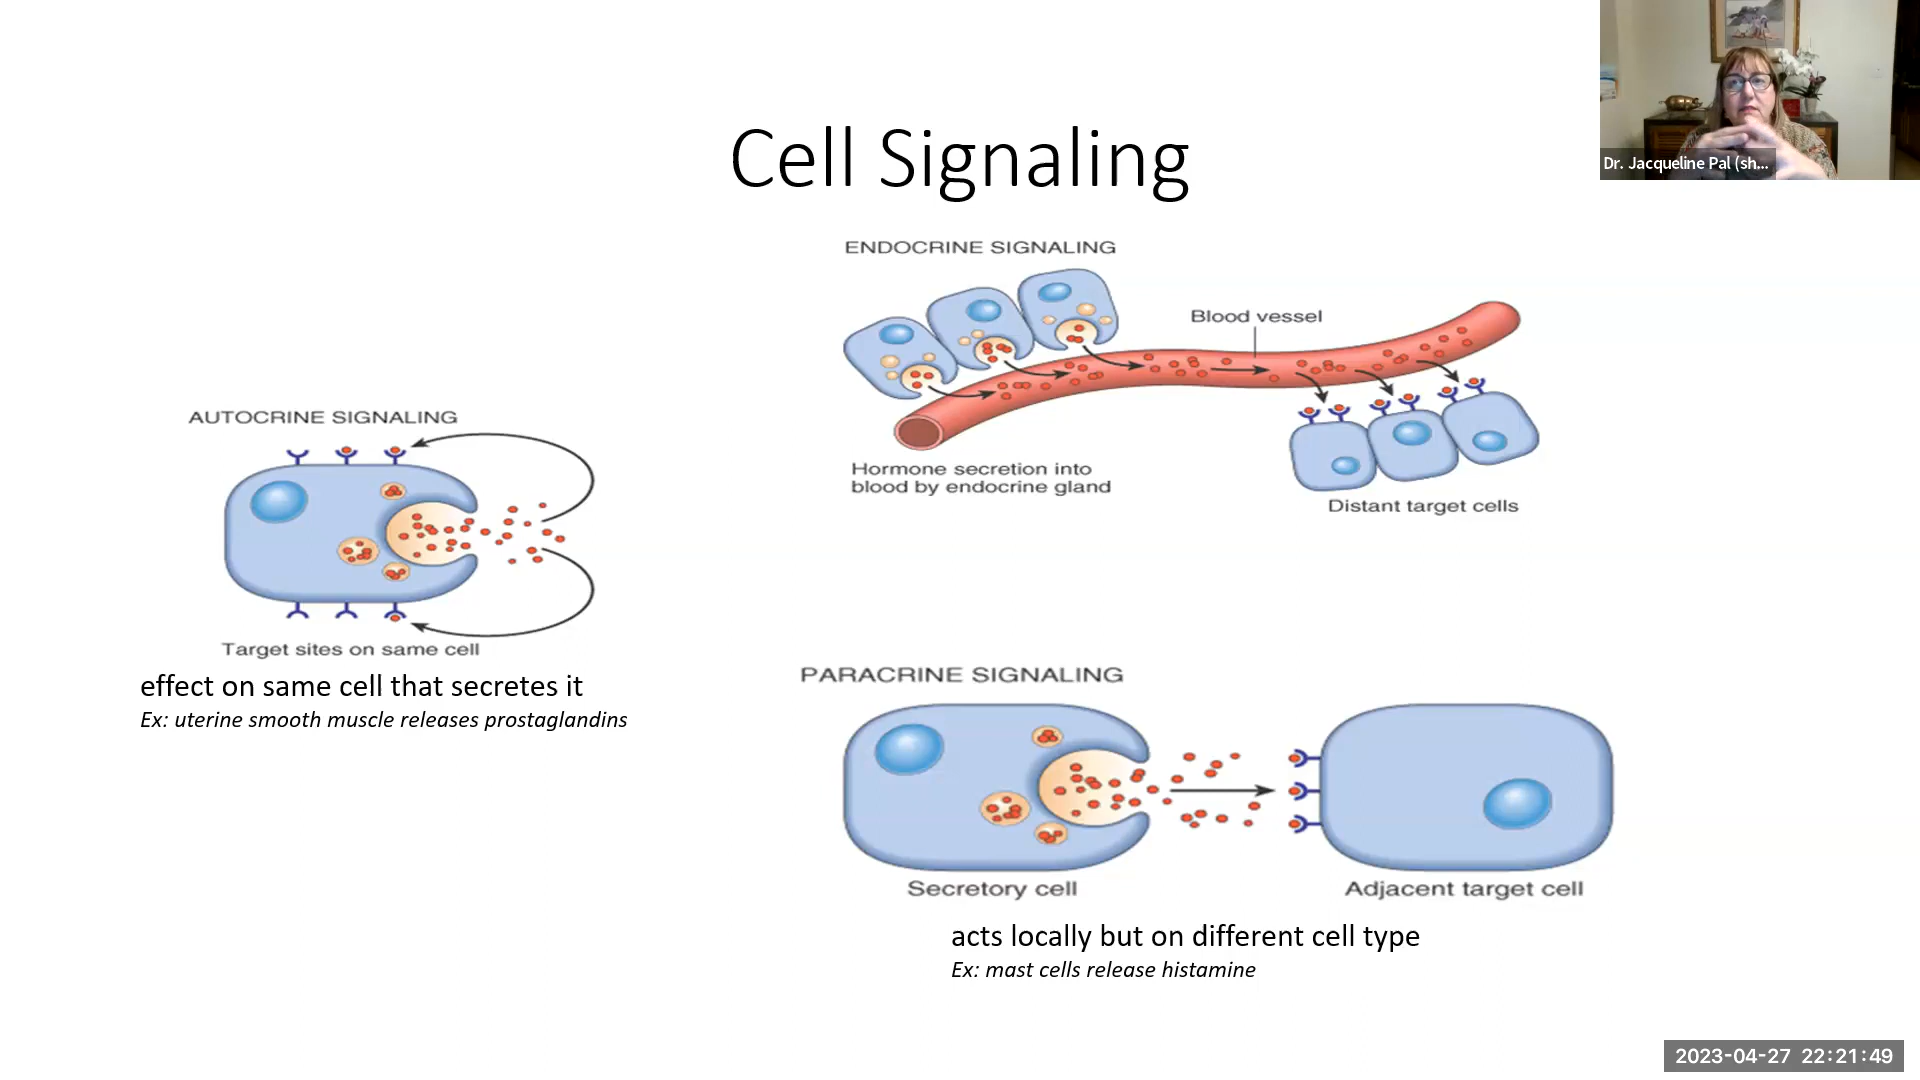 Cell Signaling
Dr. Jacqueline Pal (sh...
ENDOCRINE SIGNALING
Blood vessel
Hormone secretion into
blood by endocrine gland
Distant target cells
AUTOCRINE SIGNALING
Target sites on same cell
effect on same cell that secretes it
Ex: uterine smooth muscle releases prostaglandins
PARACRINE SIGNALING
Secretory cell
Adjacent target cell
acts locally but on different cell type
Ex: mast cells release histamine
2023-04-27 22:21:49